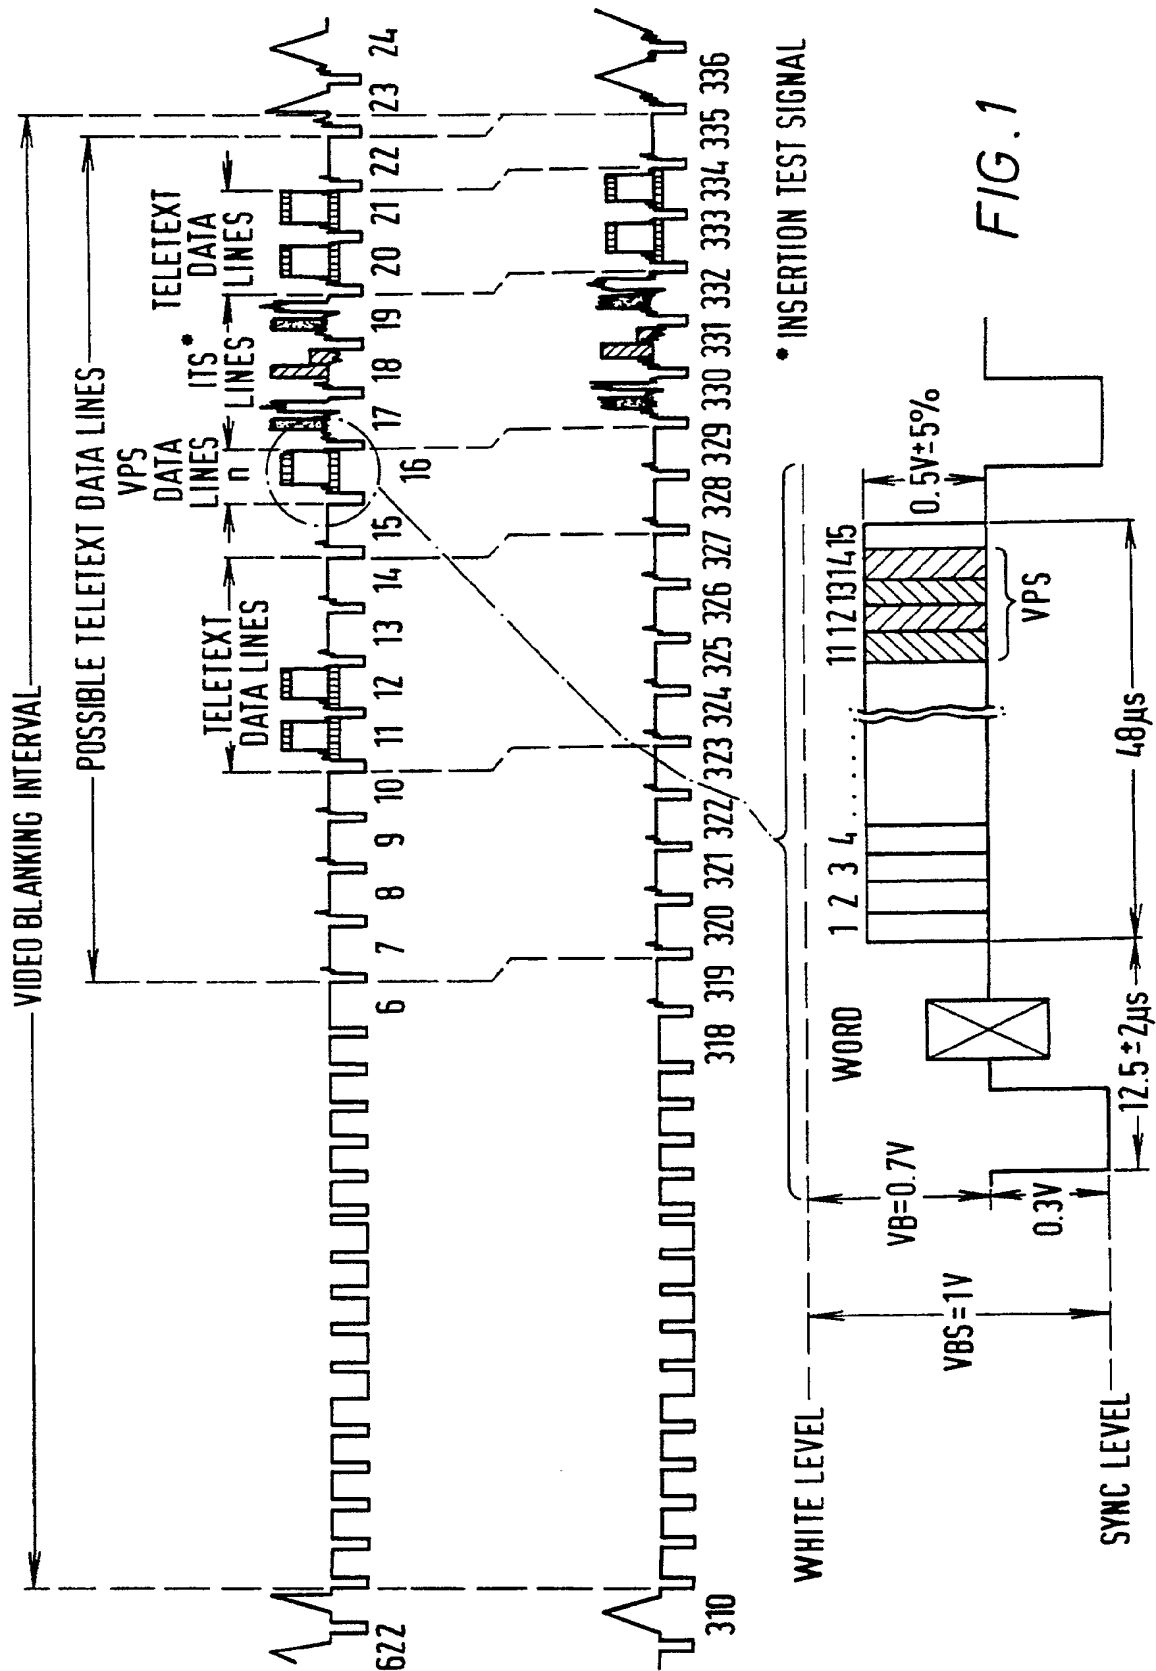 VIDEO BLANKING INTERVAL
POSSIBLE TELETEXT DATA LINES
TELETEXT
DATA LINES
VPS
DATA
LINES n
ITS*
LINES
TELETEXT
DATA
LINES
622 6 7 8 9 10 11 12 13 14 15 16 17 18 19 20 21 22 23 24
310 318 319 320 321 322 323 324 325 326 327 328 329 330 331 332 333 334 335 336
* INSERTION TEST SIGNAL
WHITE LEVEL
WORD
1 2 3 4 ...... 11 12 13 14 15
VBS=1V
VB=0.7V
0.3V
0.5V±5%
VPS
SYNC LEVEL
12.5±2µs
48µs
FIG. 1